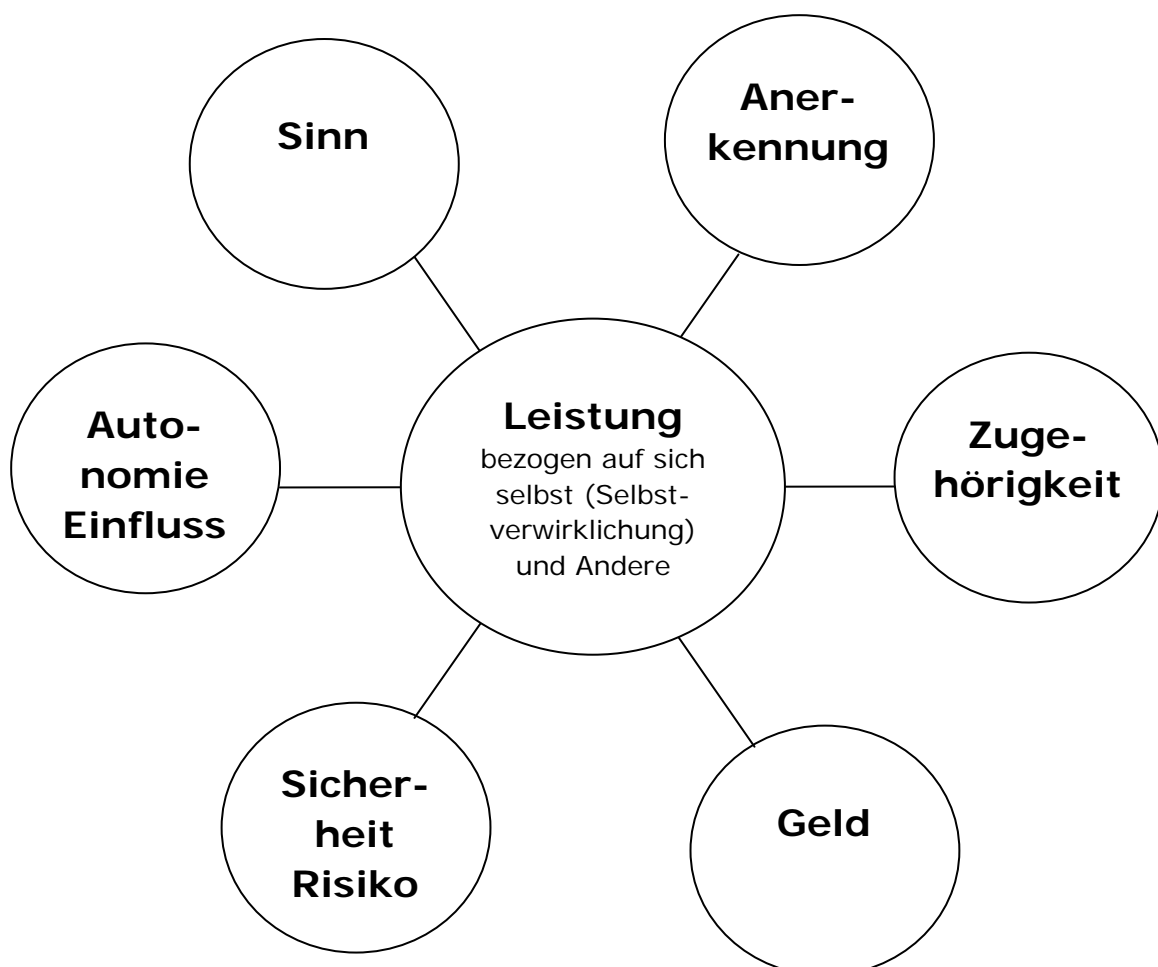 Sinn
Aner-
kennung
Auto-
nomie
Einfluss
Leistung
bezogen auf sich
selbst (Selbst-
verwirklichung)
und Andere
Zuge-
hörigkeit
Sicher-
heit
Risiko
Geld